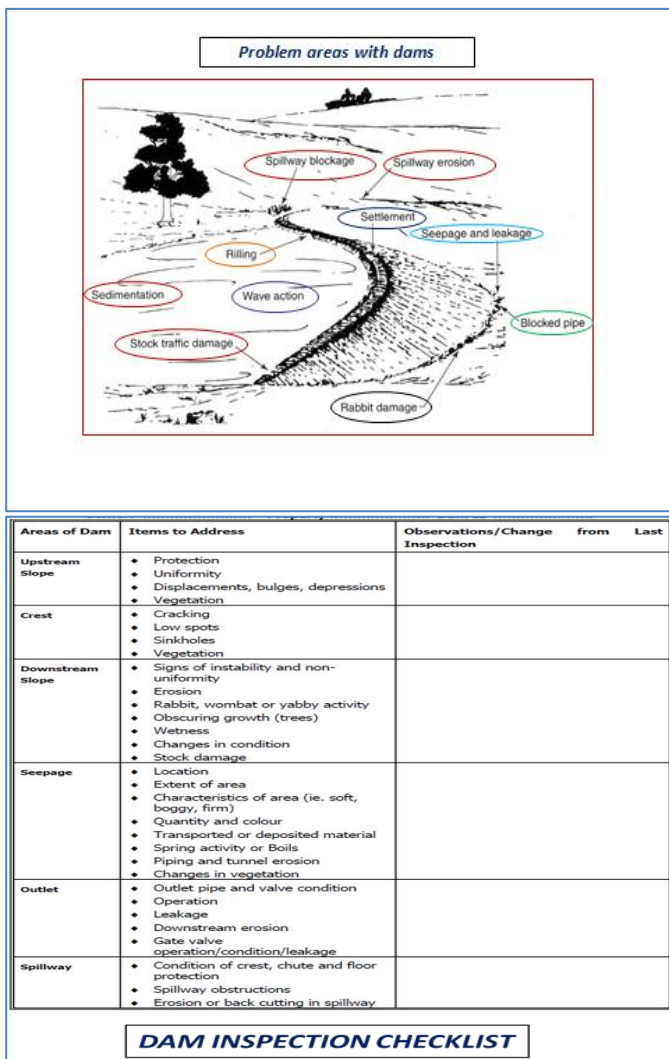 Problem areas with dams
Spillway blockage
Spillway erosion
Settlement
Seepage and leakage
Rilling
Sedimentation
Wave action
Blocked pipe
Stock traffic damage
Rabbit damage
Areas of Dam
Items to Address
Observations/Change from Last
Inspection
Upstream
Slope
♦ Protection
♦ Uniformity
♦ Displacements, bulges, depressions
♦ Vegetation
Crest
♦ Cracking
♦ Low spots
♦ Sinkholes
♦ Vegetation
Downstream
Slope
♦ Signs of instability and non-
uniformity
♦ Erosion
♦ Rabbit, wombat or yabby activity
♦ Obscuring growth (trees)
♦ Wetness
♦ Changes in condition
♦ Stock damage
Seepage
♦ Location
♦ Extent of area
♦ Characteristics of area (ie. soft,
boggy, firm)
♦ Quantity and colour
♦ Transported or deposited material
♦ Spring activity or Boils
♦ Piping and tunnel erosion
♦ Changes in vegetation
Outlet
♦ Outlet pipe and valve condition
♦ Operation
♦ Leakage
♦ Downstream erosion
♦ Gate valve
operation/condition/leakage
Spillway
♦ Condition of crest, chute and floor
protection
♦ Spillway obstructions
♦ Erosion or back cutting in spillway
DAM INSPECTION CHECKLIST